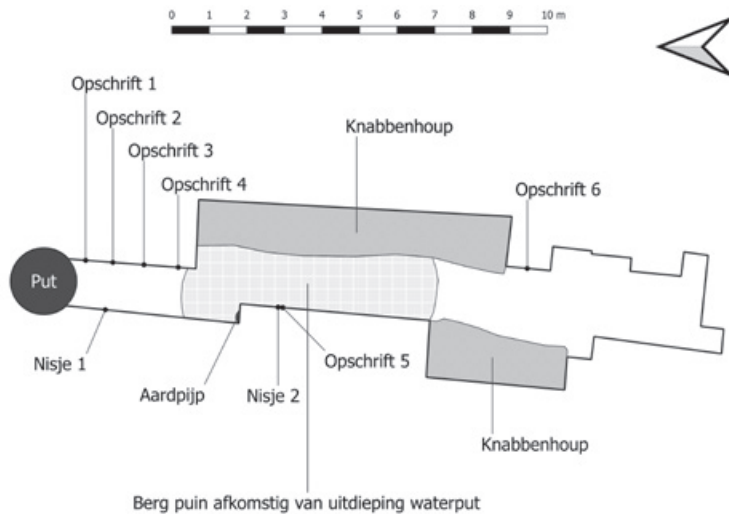 0 1 2 3 4 5 6 7 8 9 10 m
Opschrift 1
Opschrift 2
Opschrift 3
Opschrift 4
Knabbenhoup
Opschrift 6
Put
Nisje 1
Aardpijp
Nisje 2
Opschrift 5
Knabbenhoup
Berg puin afkomstig van uitdieping waterput